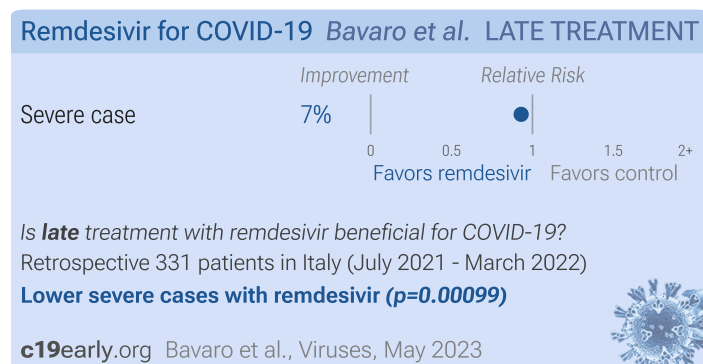 Remdesivir for COVID-19 Bavaro et al. LATE TREATMENT
Improvement Relative Risk
Severe case 7%
0 0.5 1 1.5 2+
Favors remdesivir Favors control
Is late treatment with remdesivir beneficial for COVID-19?
Retrospective 331 patients in Italy (July 2021 - March 2022)
Lower severe cases with remdesivir (p=0.00099)
c19early.org Bavaro et al., Viruses, May 2023